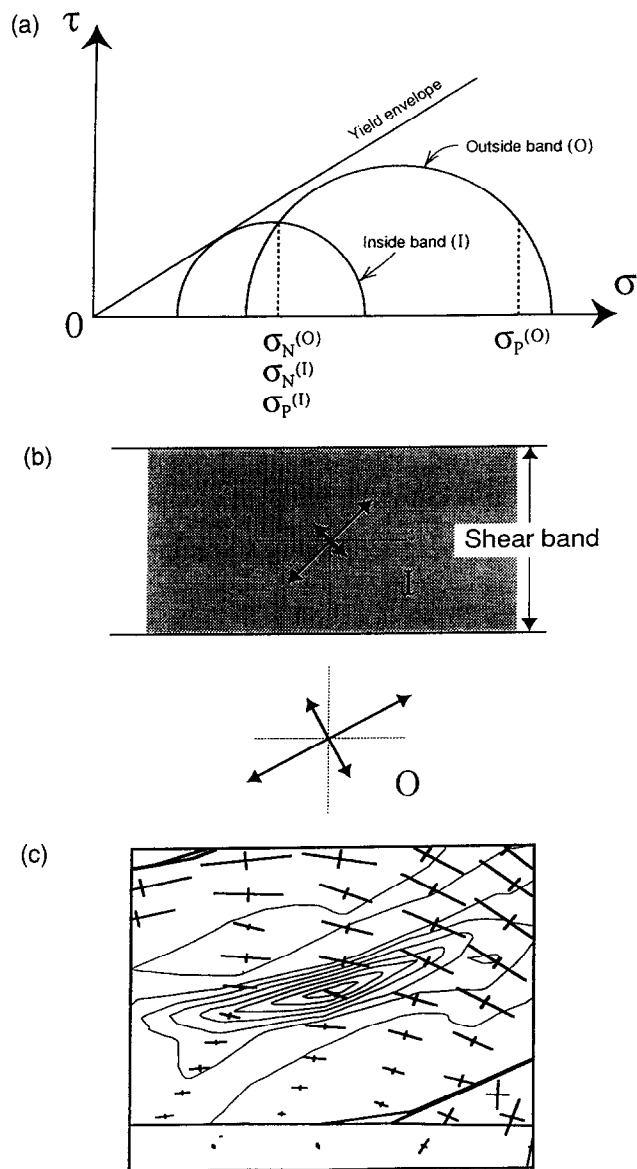 (a)
τ
Yield envelope
Outside band (O)
Inside band (I)
σ
0
σN(O)
σP(O)
σN(I)
σP(I)
(b)
Shear band
I
O
(c)